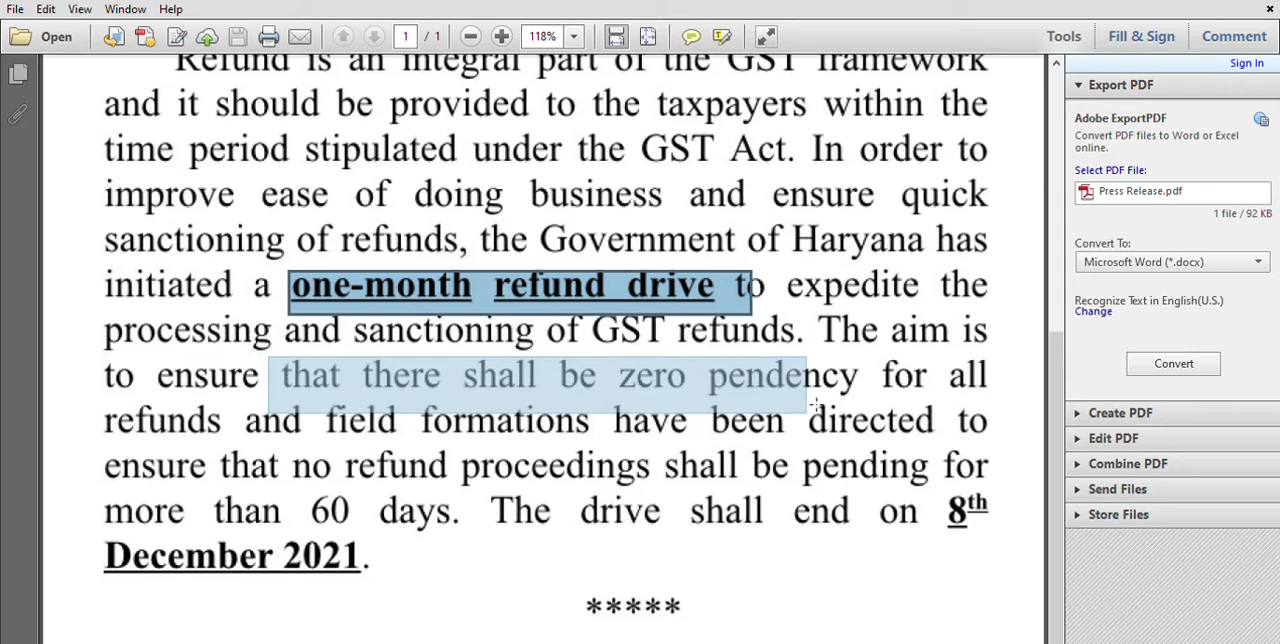 File Edit View Window Help
Open 1 / 1 118% Tools Fill & Sign Comment
Sign In
Refund is an integral part of the GST framework
and it should be provided to the taxpayers within the
time period stipulated under the GST Act. In order to
improve ease of doing business and ensure quick
sanctioning of refunds, the Government of Haryana has
initiated a one-month refund drive to expedite the
processing and sanctioning of GST refunds. The aim is
to ensure that there shall be zero pendency for all
refunds and field formations have been directed to
ensure that no refund proceedings shall be pending for
more than 60 days. The drive shall end on 8th
December 2021.
*****
Export PDF
Adobe ExportPDF
Convert PDF files to Word or Excel
online.
Select PDF File:
Press Release.pdf
1 file / 92 KB
Convert To:
Microsoft Word (*.docx)
Recognize Text in English(U.S.)
Change
Convert
Create PDF
Edit PDF
Combine PDF
Send Files
Store Files